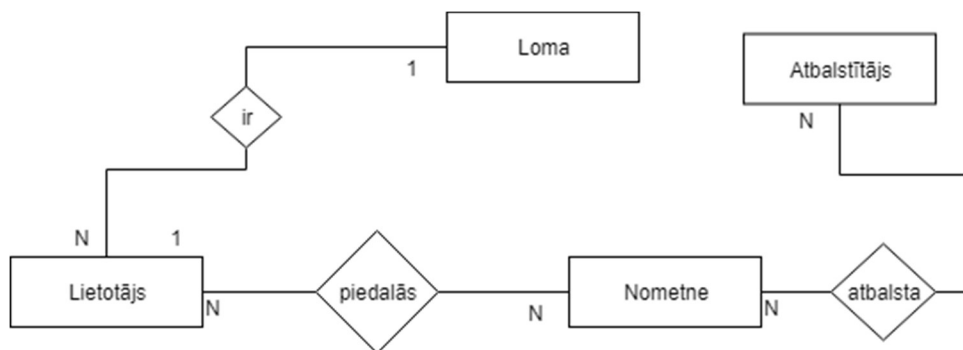 Loma
1
Atbalstītājs
N
ir
N
1
Lietotājs
N
piedalās
N
Nometne
N
atbalsta